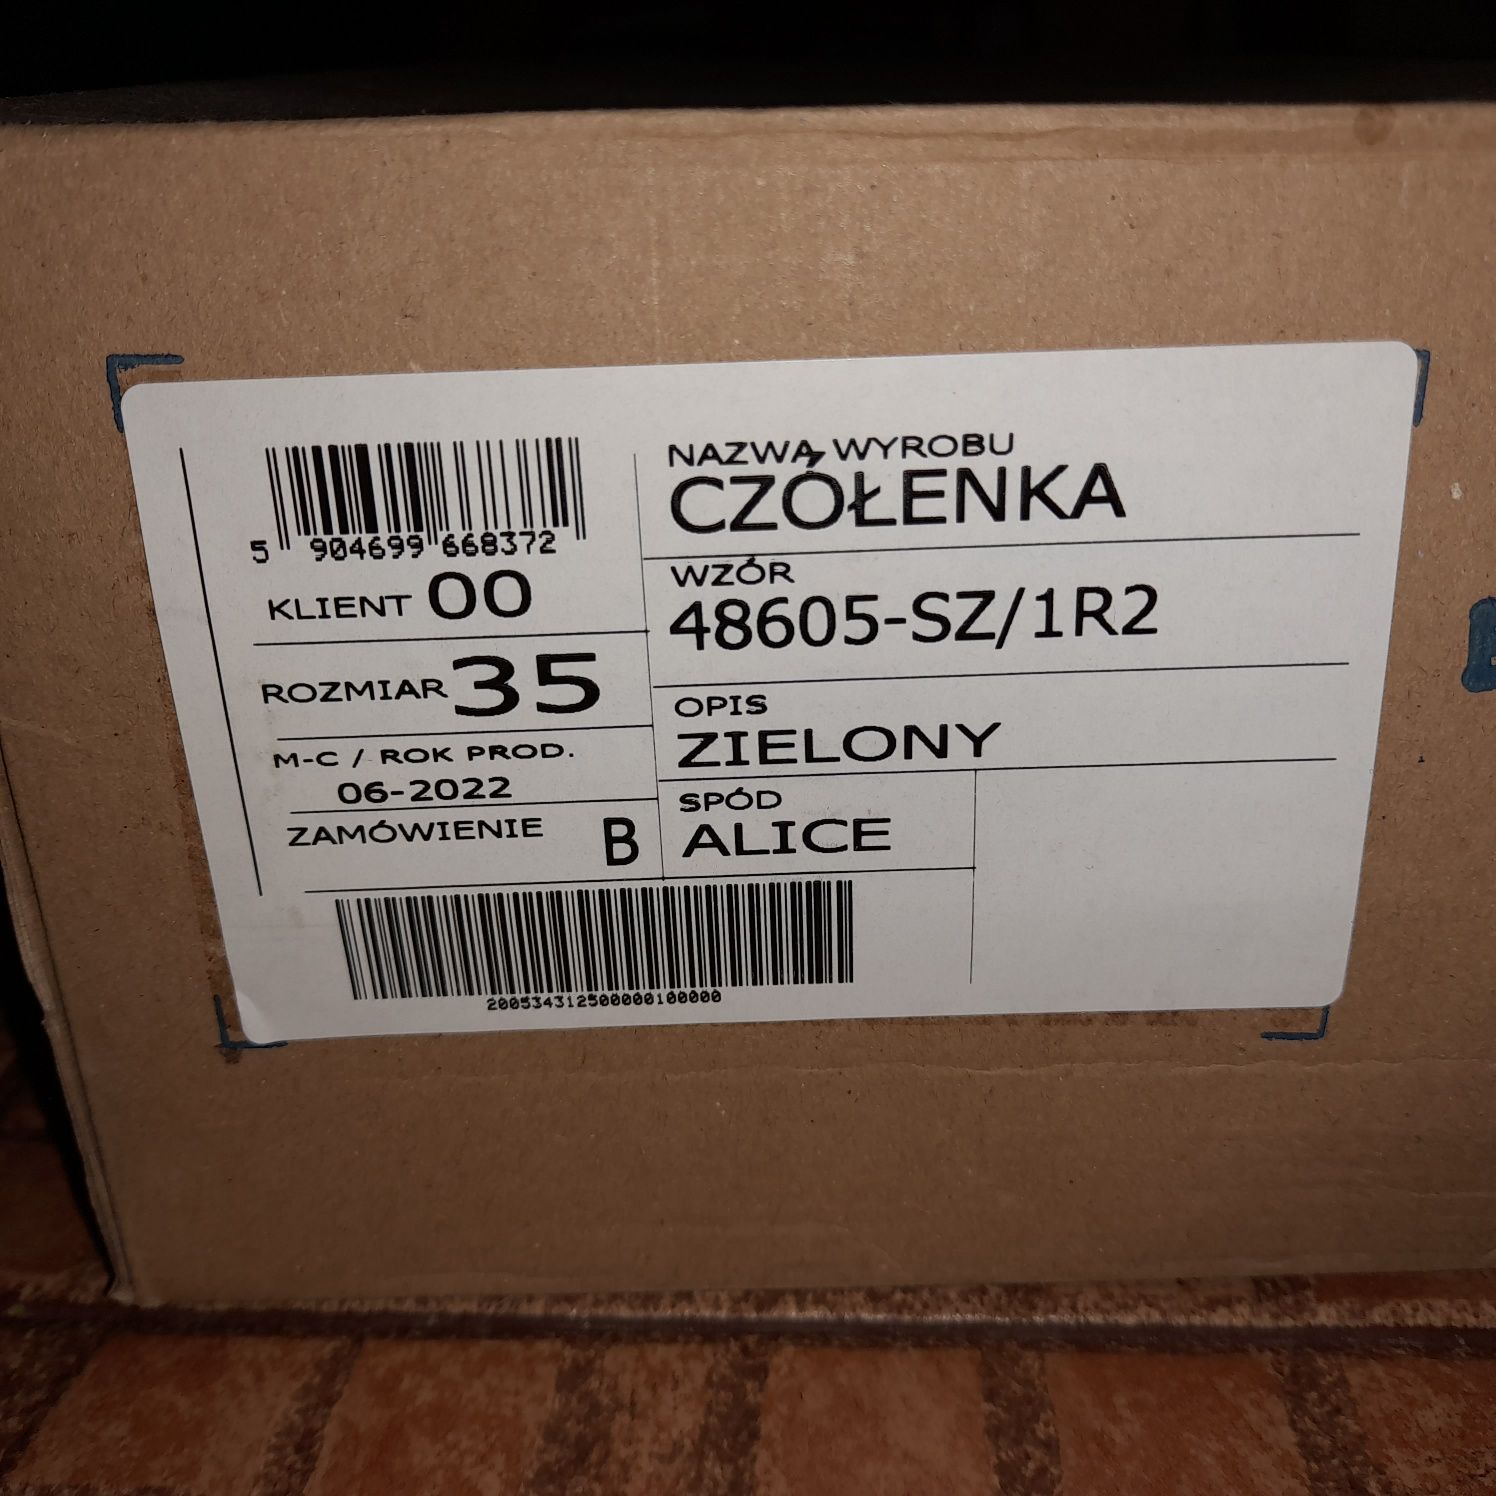 5 904699 668372
KLIENT 00
ROZMIAR 35
M-C / ROK PROD.
06-2022
ZAMÓWIENIE B
NAZWA WYROBU
CZÓŁENKA
WZÓR
48605-SZ/1R2
OPIS
ZIELONY
SPÓD
ALICE
200534312500000100000